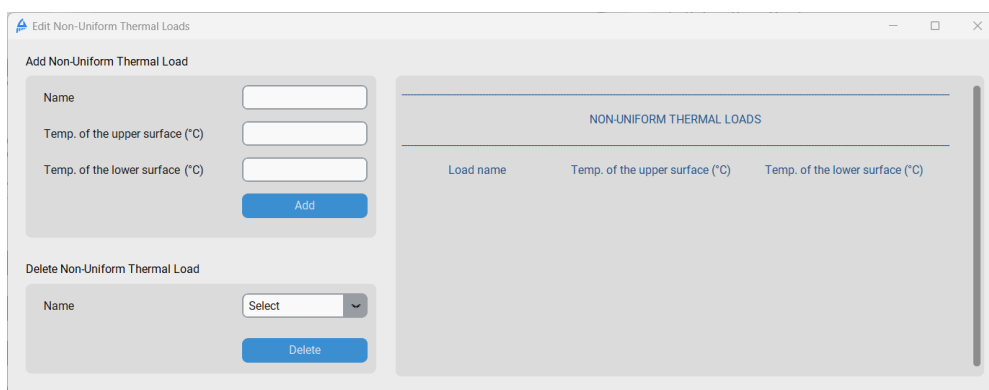 Edit Non-Uniform Thermal Loads
Add Non-Uniform Thermal Load
Name
Temp. of the upper surface (°C)
Temp. of the lower surface (°C)
Add
Delete Non-Uniform Thermal Load
Name Select
Delete
NON-UNIFORM THERMAL LOADS
Load name Temp. of the upper surface (°C) Temp. of the lower surface (°C)